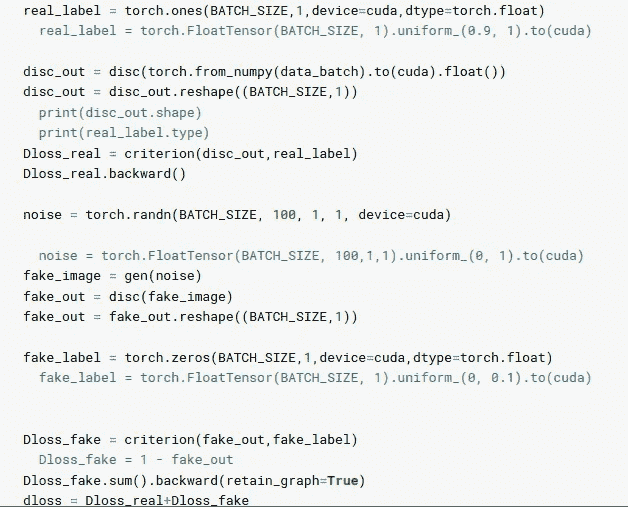 real_label = torch.ones(BATCH_SIZE,1,device=cuda,dtype=torch.float)
real_label = torch.FloatTensor(BATCH_SIZE, 1).uniform_(0.9, 1).to(cuda)
disc_out = disc(torch.from_numpy(data_batch).to(cuda).float())
disc_out = disc_out.reshape((BATCH_SIZE,1))
print(disc_out.shape)
print(real_label.type)
Dloss_real = criterion(disc_out,real_label)
Dloss_real.backward()
noise = torch.randn(BATCH_SIZE, 100, 1, 1, device=cuda)
noise = torch.FloatTensor(BATCH_SIZE, 100,1,1).uniform_(0, 1).to(cuda)
fake_image = gen(noise)
fake_out = disc(fake_image)
fake_out = fake_out.reshape((BATCH_SIZE,1))
fake_label = torch.zeros(BATCH_SIZE,1,device=cuda,dtype=torch.float)
fake_label = torch.FloatTensor(BATCH_SIZE, 1).uniform_(0, 0.1).to(cuda)
Dloss_fake = criterion(fake_out,fake_label)
Dloss_fake = 1 - fake_out
Dloss_fake.sum().backward(retain_graph=True)
dloss = Dloss_real+Dloss_fake